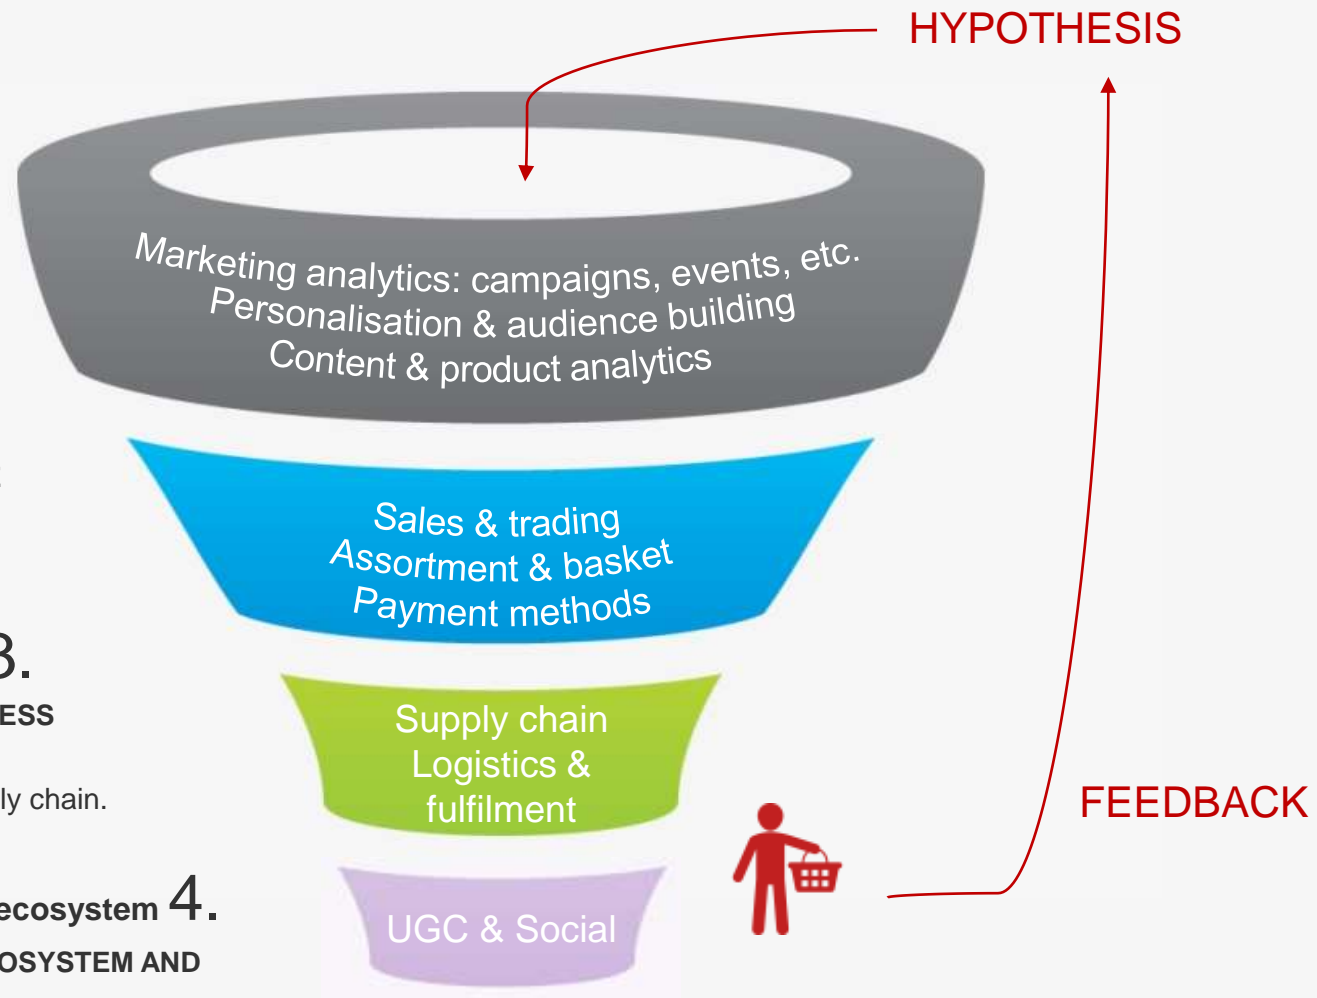 HYPOTHESIS
Marketing analytics: campaigns, events, etc.
Personalisation & audience building
Content & product analytics
Sales & trading
Assortment & basket
Payment methods
3.
ESS
Supply chain
Logistics &
fulfilment
ly chain.
FEEDBACK
ecosystem 4.
UGC & Social
OSYSTEM AND